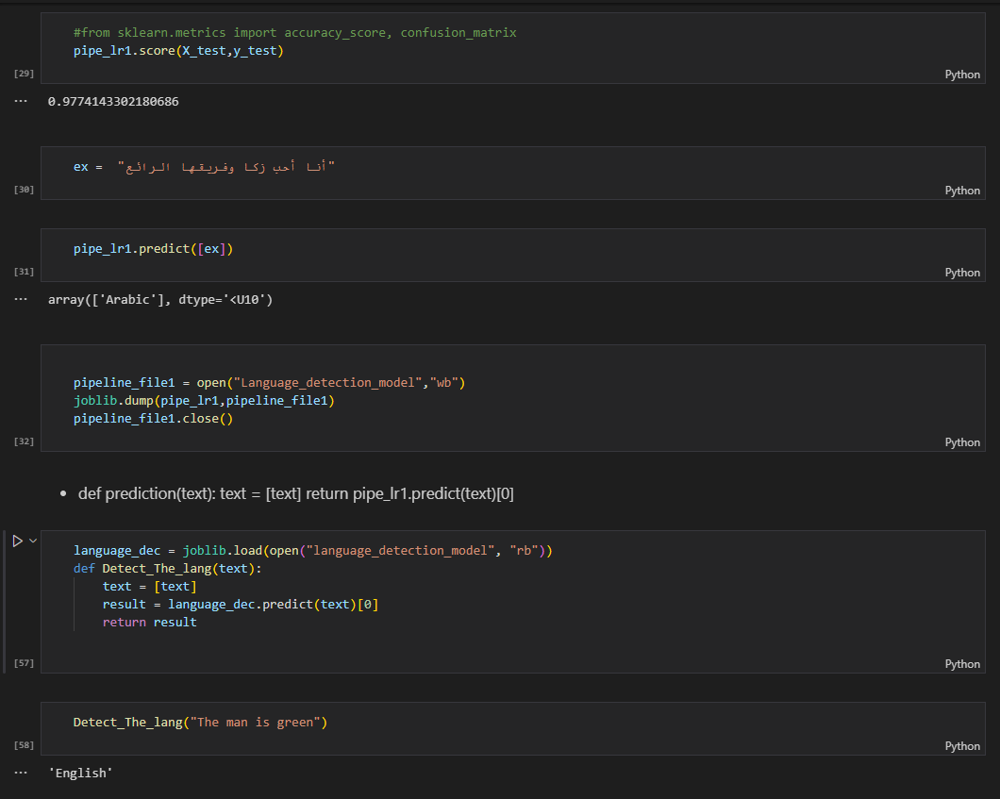 #from sklearn.metrics import accuracy_score, confusion_matrix
pipe_lr1.score(X_test,y_test)
[29]
Python
... 0.9774143302180686
ex = "أنا أحب زكا وفريقها الرائع"
[30]
Python
pipe_lr1.predict([ex])
[31]
Python
... array(['Arabic'], dtype='<U10')
pipeline_file1 = open("Language_detection_model","wb")
joblib.dump(pipe_lr1,pipeline_file1)
pipeline_file1.close()
[32]
Python
• def prediction(text): text = [text] return pipe_lr1.predict(text)[0]
language_dec = joblib.load(open("language_detection_model", "rb"))
def Detect_The_lang(text):
text = [text]
result = language_dec.predict(text)[0]
return result
[57]
Python
Detect_The_lang("The man is green")
[58]
Python
... 'English'